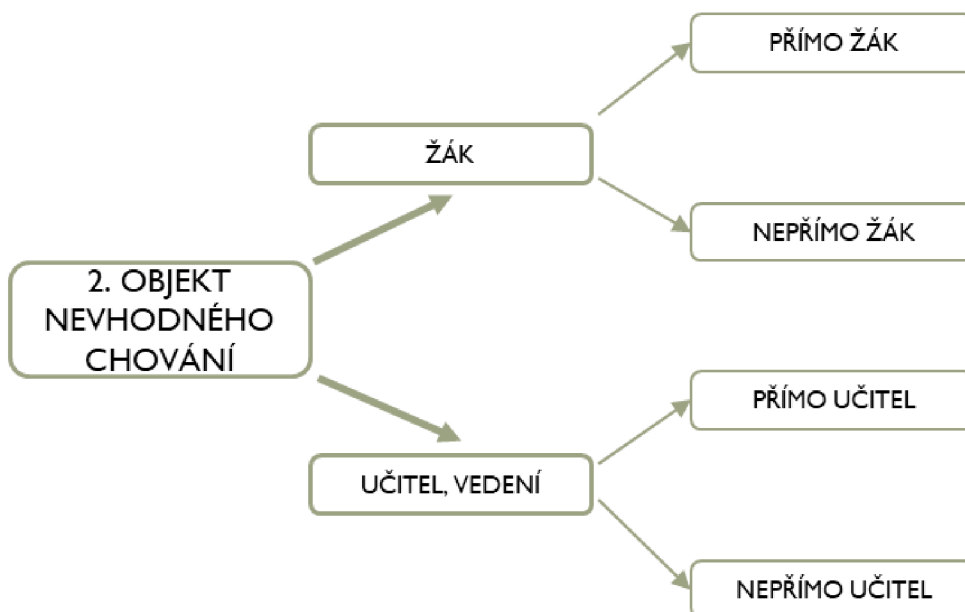 PŘÍMO ŽÁK
ŽÁK
NEPŘÍMO ŽÁK
2. OBJEKT
NEVHODNÉHO
CHOVÁNÍ
PŘÍMO UČITEL
UČITEL, VEDENÍ
NEPŘÍMO UČITEL